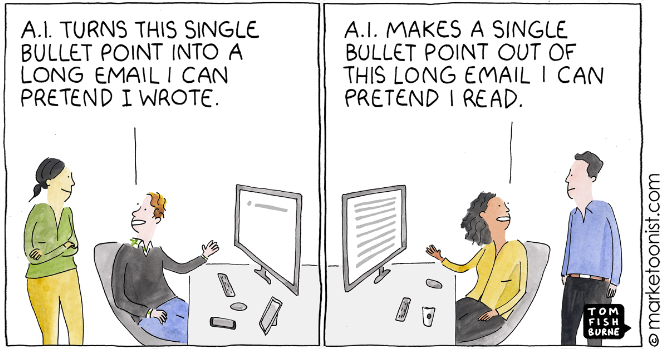 A.I. TURNS THIS SINGLE
BULLET POINT INTO A
LONG EMAIL I CAN
PRETEND I WROTE.
A.I. MAKES A SINGLE
BULLET POINT OUT OF
THIS LONG EMAIL I CAN
PRETEND I READ.
TOM
FISH
BURNE
© marketoonist.com